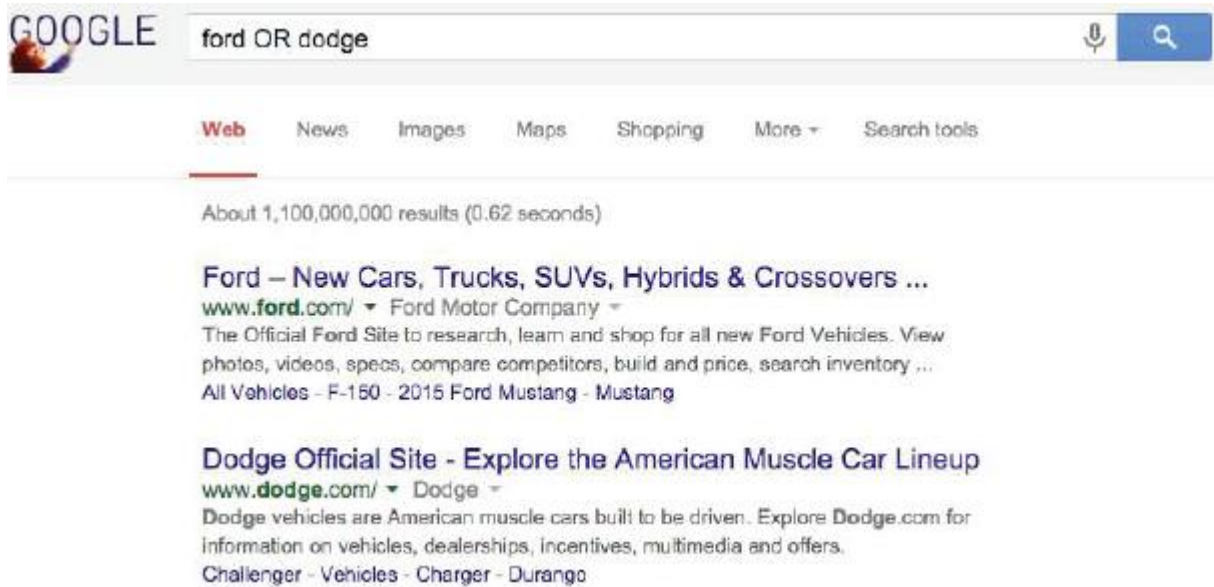 GOOGLE
ford OR dodge
Web News Images Maps Shopping More Search tools
About 1,100,000,000 results (0.62 seconds)
Ford – New Cars, Trucks, SUVs, Hybrids & Crossovers ...
www.ford.com/ Ford Motor Company
The Official Ford Site to research, learn and shop for all new Ford Vehicles. View
photos, videos, specs, compare competitors, build and price, search inventory ...
All Vehicles - F-150 - 2015 Ford Mustang - Mustang
Dodge Official Site - Explore the American Muscle Car Lineup
www.dodge.com/ Dodge
Dodge vehicles are American muscle cars built to be driven. Explore Dodge.com for
information on vehicles, dealerships, incentives, multimedia and offers.
Challenger - Vehicles - Charger - Durango